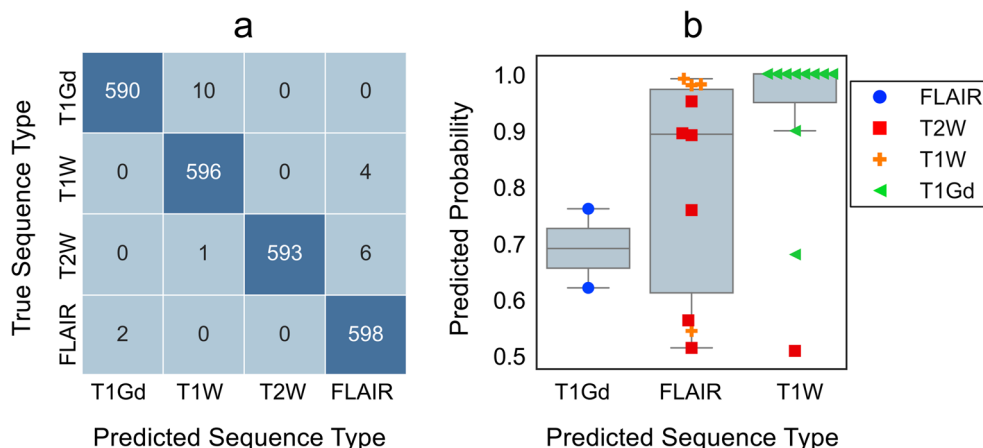 a
True Sequence Type
T1Gd
590 10 0 0
T1W
0 596 0 4
T2W
0 1 593 6
FLAIR
2 0 0 598
T1Gd T1W T2W FLAIR
Predicted Sequence Type
b
Predicted Probability
1.0
0.9
0.8
0.7
0.6
0.5
T1Gd FLAIR T1W
Predicted Sequence Type
FLAIR
T2W
T1W
T1Gd